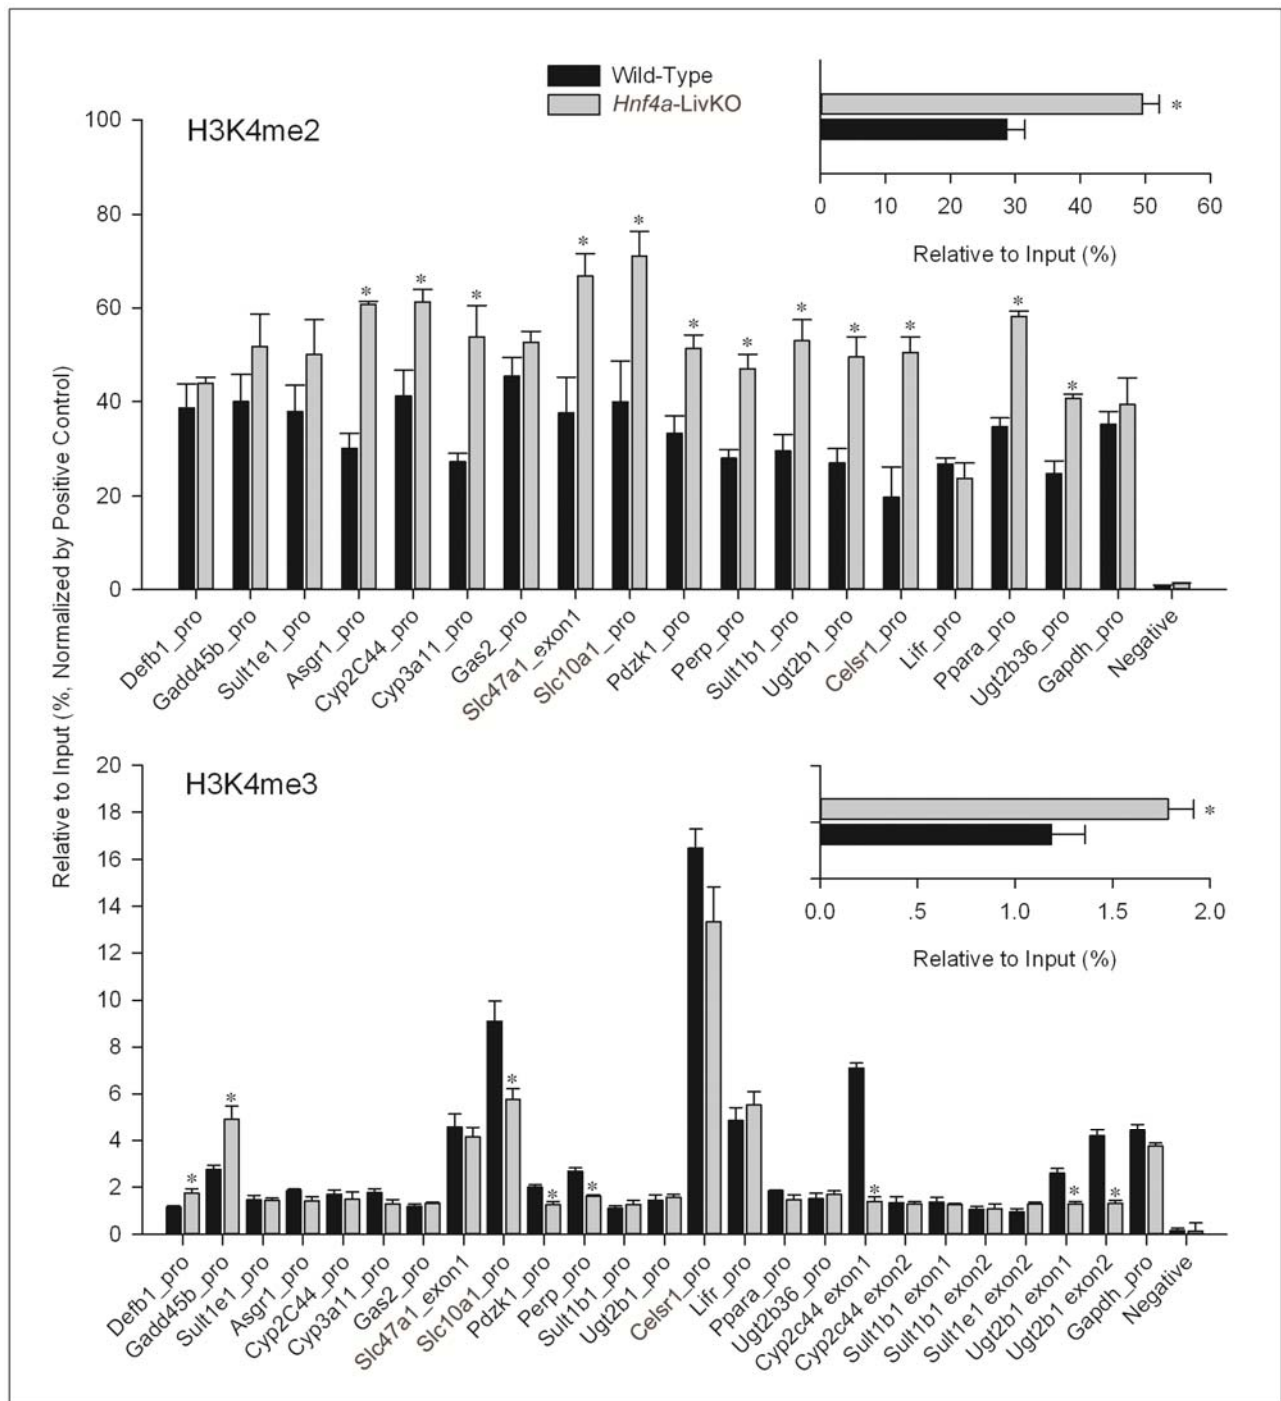 Wild-Type
Hnf4a-LivKO
H3K4me2
100
80
60
40
20
0
*
*
*
*
*
*
*
*
*
*
*
*
*
0 10 20 30 40 50 60
Relative to Input (%)
Relative to Input (%, Normalized by Positive Control)
Defb1_pro
Gadd45b_pro
Sult1e1_pro
Asgr1_pro
Cyp2C44_pro
Cyp3a11_pro
Gas2_pro
Slc47a1_exon1
Slc10a1_pro
Pdzk1_pro
Perp_pro
Sult1b1_pro
Ugt2b1_pro
Celsr1_pro
Lifr_pro
Ppara_pro
Ugt2b36_pro
Gapdh_pro
Negative
H3K4me3
20
18
16
14
12
10
8
6
4
2
0
*
*
*
*
*
*
*
*
*
0.0 .5 1.0 1.5 2.0
Relative to Input (%)
Defb1_pro
Gadd45b_pro
Sult1e1_pro
Asgr1_pro
Cyp2C44_pro
Cyp3a11_pro
Gas2_pro
Slc47a1_exon1
Slc10a1_pro
Pdzk1_pro
Perp_pro
Sult1b1_pro
Ugt2b1_pro
Celsr1_pro
Lifr_pro
Ppara_pro
Ugt2b36_pro
Cyp2c44 exon1
Cyp2c44 exon2
Sult1b1 exon1
Sult1b1 exon2
Sult1e1 exon2
Ugt2b1 exon1
Ugt2b1 exon2
Gapdh_pro
Negative